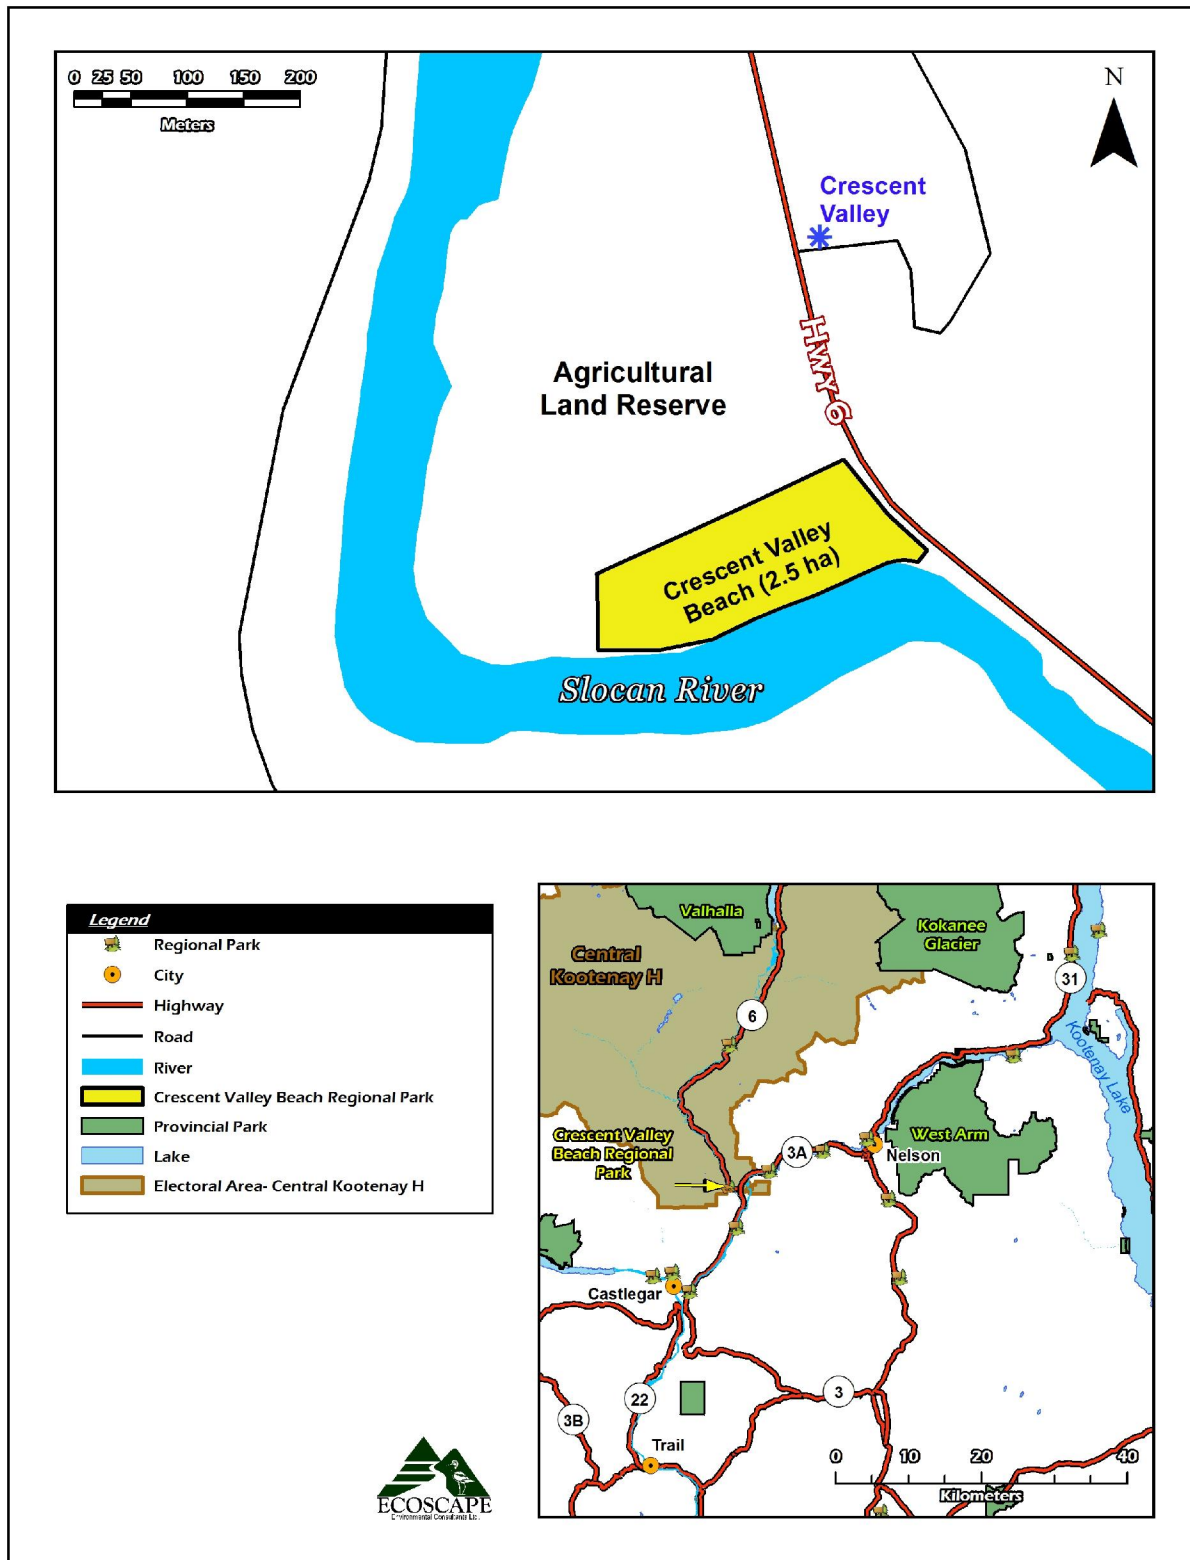 0 25 50 100 150 200
Meters
N
Crescent
Valley
Hwy 6
Agricultural
Land Reserve
Crescent Valley
Beach (2.5 ha)
Slocan River
Legend
Regional Park
City
Highway
Road
River
Crescent Valley Beach Regional Park
Provincial Park
Lake
Electoral Area- Central Kootenay H
Valhalla
Kokanee
Glacier
Central
Kootenay H
31
6
Kootenay Lake
Crescent Valley
Beach Regional
Park
3A
West Arm
Nelson
Castlegar
22
3
3B
Trail
0 10 20 40
Kilometers
ECOSCAPE
Environmental Consultants Ltd.